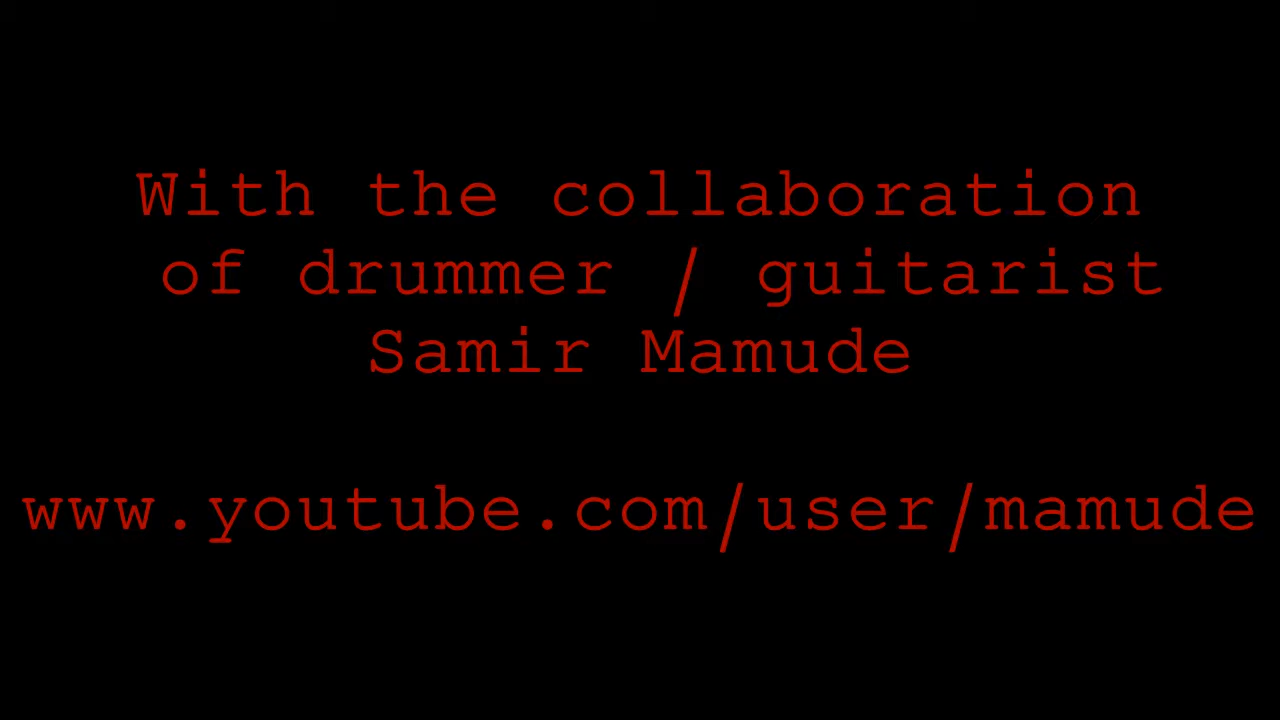 With the collaboration
of drummer / guitarist
Samir Mamude
www.youtube.com/user/mamude